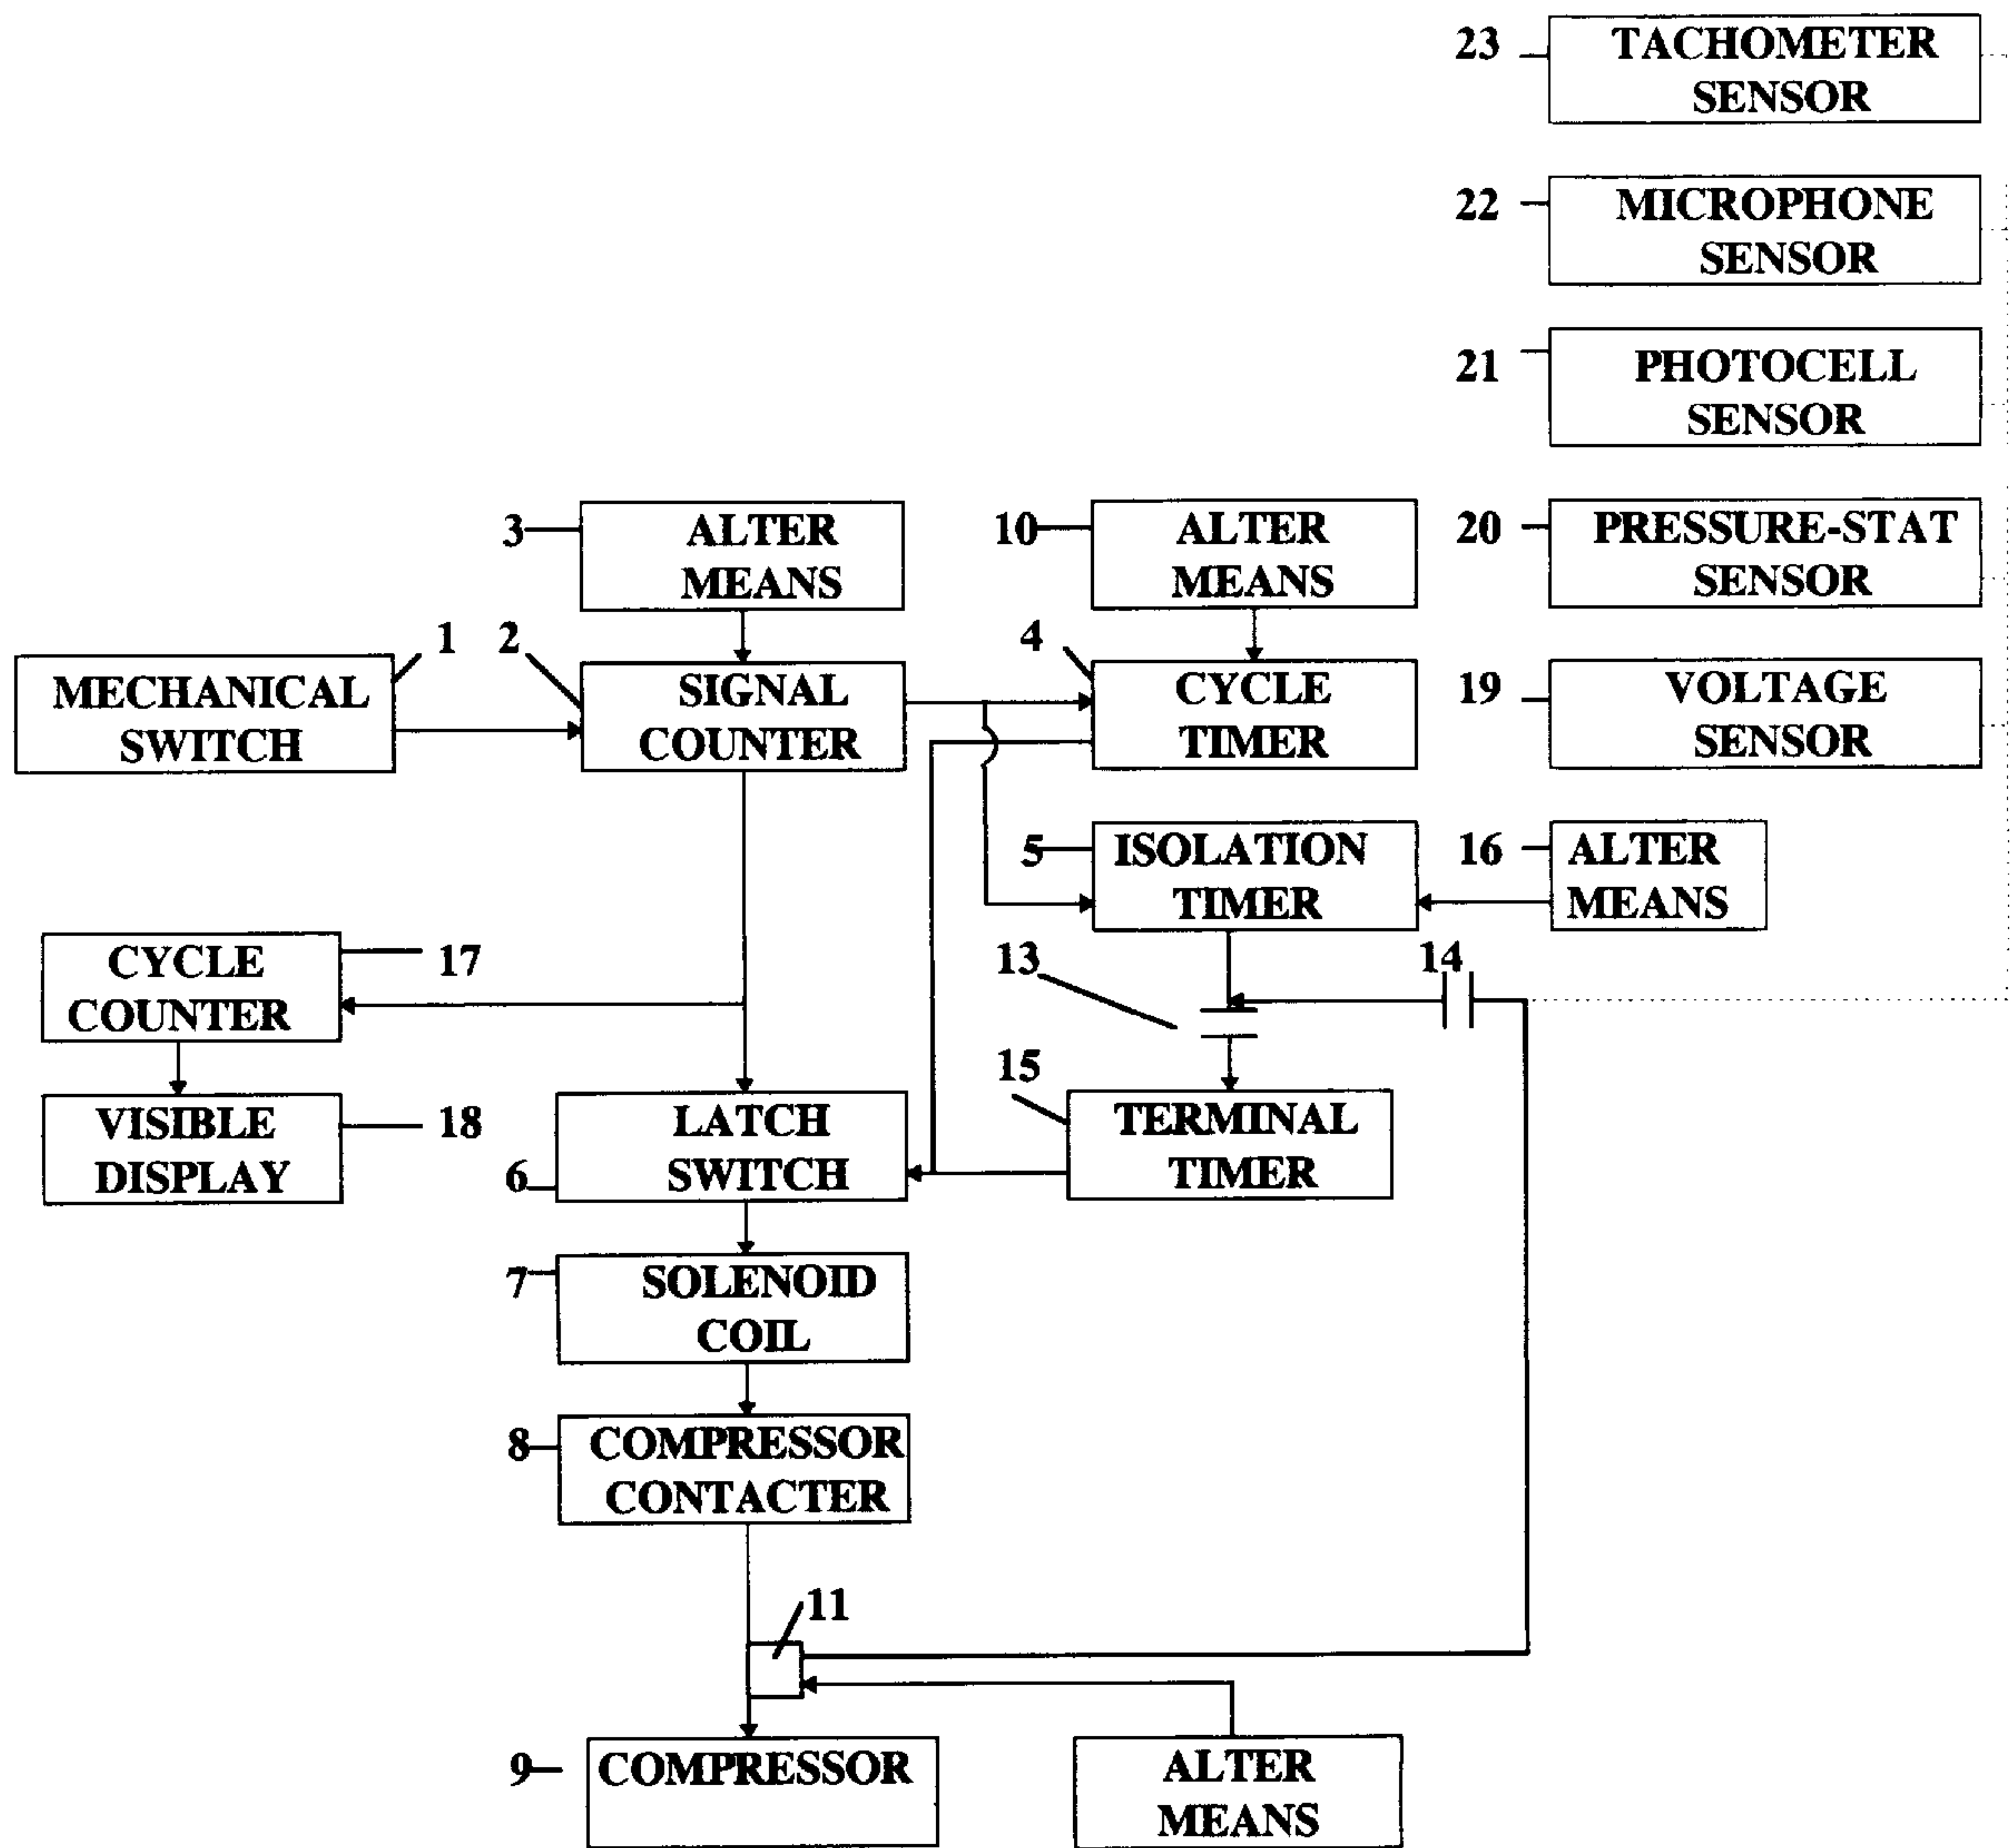 23
TACHOMETER
SENSOR
22
MICROPHONE
SENSOR
21
PHOTOCELL
SENSOR
3
ALTER
MEANS
10
ALTER
MEANS
20
PRESSURE-STAT
SENSOR
1
MECHANICAL
SWITCH
2
SIGNAL
COUNTER
4
CYCLE
TIMER
19
VOLTAGE
SENSOR
5
ISOLATION
TIMER
16
ALTER
MEANS
17
CYCLE
COUNTER
13
14
18
VISIBLE
DISPLAY
6
LATCH
SWITCH
15
TERMINAL
TIMER
7
SOLENOID
COIL
8
COMPRESSOR
CONTACTER
11
9
COMPRESSOR
ALTER
MEANS